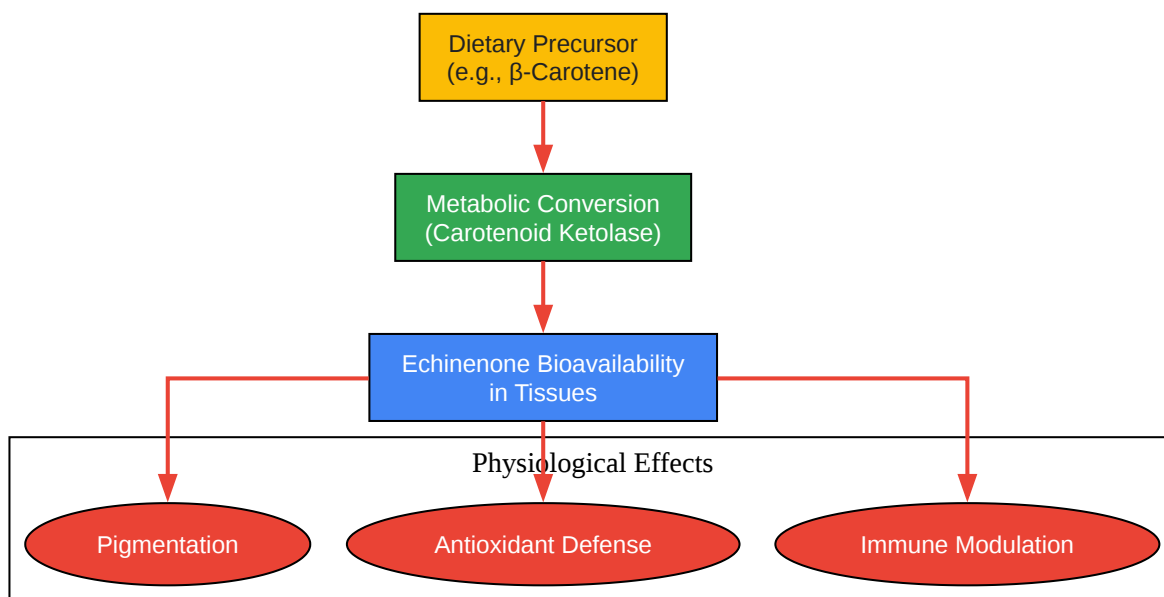 Dietary Precursor
(e.g., β-Carotene)
Metabolic Conversion
(Carotenoid Ketolase)
Echinenone Bioavailability
in Tissues
Physiological Effects
Pigmentation
Antioxidant Defense
Immune Modulation